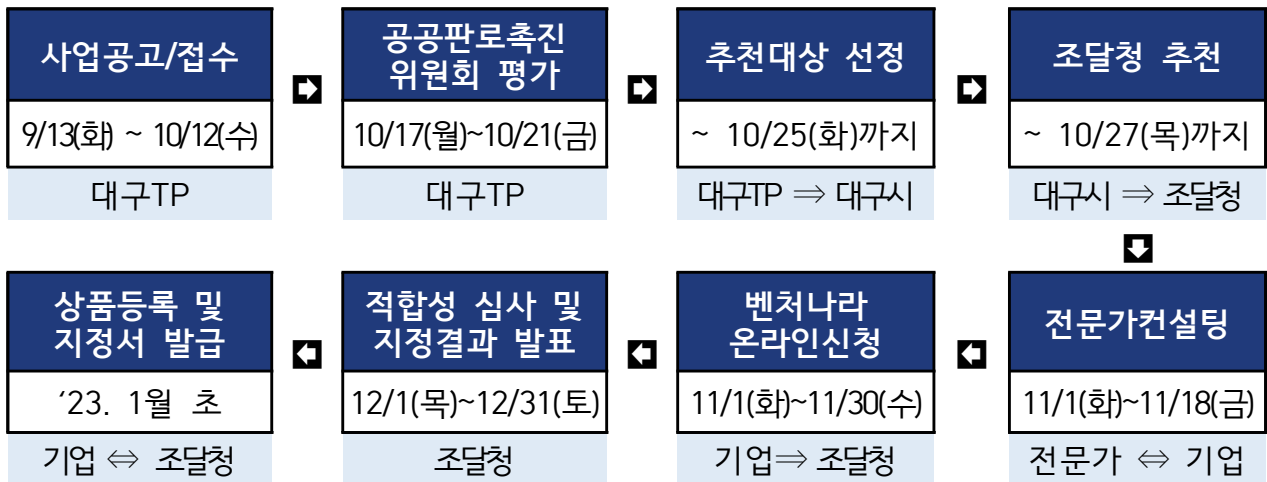 사업공고/접수
9/13(화) ~ 10/12(수)
대구TP
공공판로촉진
위원회 평가
10/17(월)~10/21(금)
대구TP
추천대상 선정
~ 10/25(화)까지
대구TP ⇒ 대구시
조달청 추천
~ 10/27(목)까지
대구시 ⇒ 조달청
전문가컨설팅
11/1(화)~11/18(금)
전문가 ⇔ 기업
벤처나라
온라인신청
11/1(화)~11/30(수)
기업⇒ 조달청
적합성 심사 및
지정결과 발표
12/1(목)~12/31(토)
조달청
상품등록 및
지정서 발급
‘23. 1월 초
기업 ⇔ 조달청